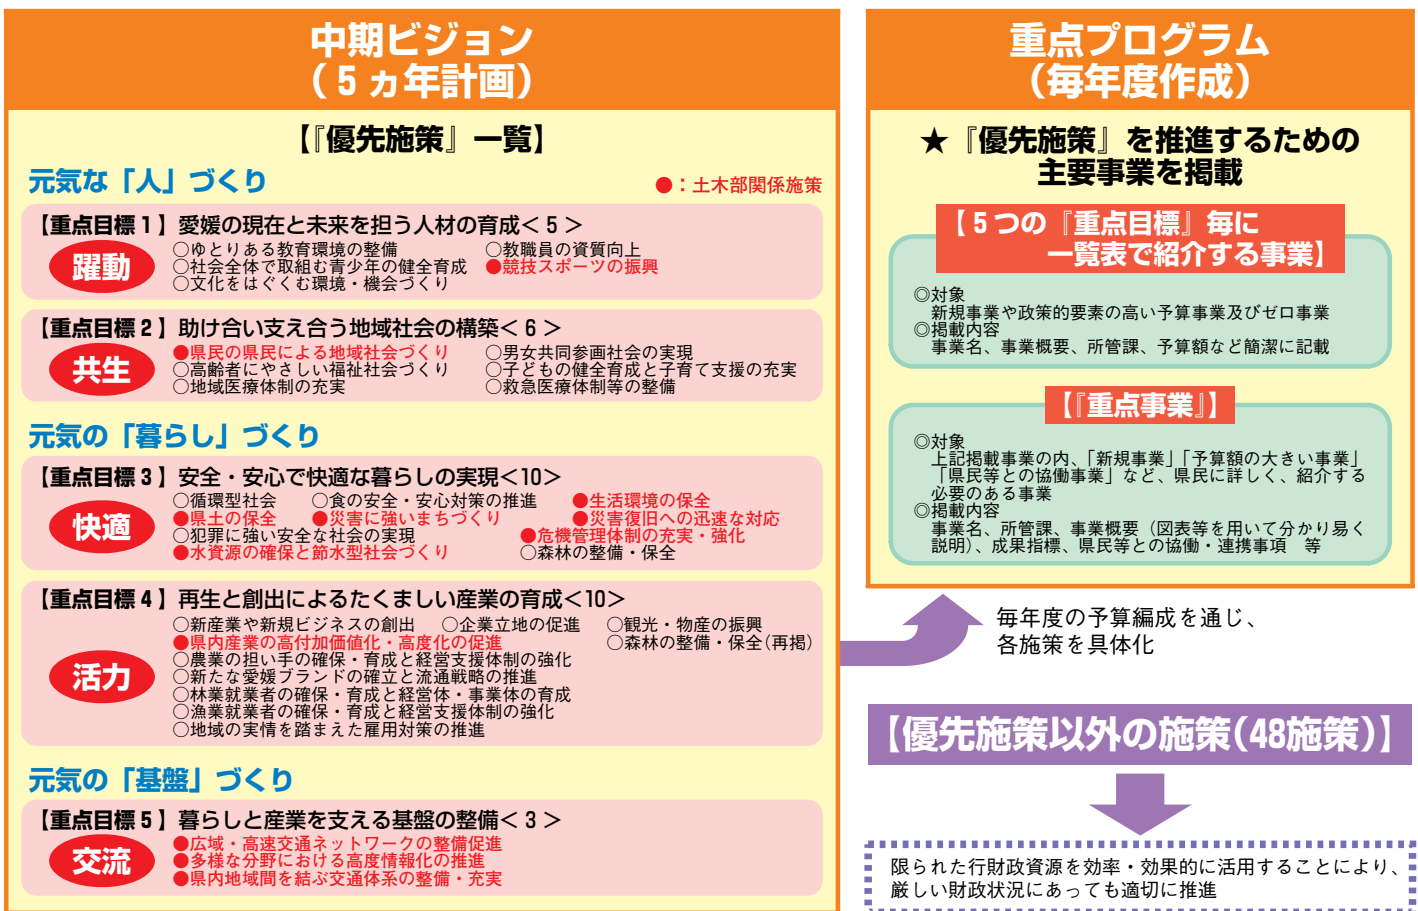 中期ビジョン
(5ヵ年計画)
【『優先施策』一覧】
元気な「人」づくり
●:土木部関係施策
【重点目標1】愛媛の現在と未来を担う人材の育成<5>
躍動
○ゆとりある教育環境の整備 ○教職員の資質向上
○社会全体で取組む青少年の健全育成 ●競技スポーツの振興
○文化をはぐくむ環境・機会づくり
【重点目標2】助け合い支え合う地域社会の構築<6>
共生
●県民の県民による地域社会づくり ○男女共同参画社会の実現
○高齢者にやさしい福祉社会づくり ○子どもの健全育成と子育て支援の充実
○地域医療体制の充実 ○救急医療体制等の整備
元気の「暮らし」づくり
【重点目標3】安全・安心で快適な暮らしの実現<10>
快適
○循環型社会 ○食の安全・安心対策の推進 ●生活環境の保全
●県土の保全 ●災害に強いまちづくり ●災害復旧への迅速な対応
○犯罪に強い安全な社会の実現 ●危機管理体制の充実・強化
●水資源の確保と節水型社会づくり ○森林の整備・保全
【重点目標4】再生と創出によるたくましい産業の育成<10>
活力
○新産業や新規ビジネスの創出 ○企業立地の促進 ○観光・物産の振興
●県内産業の高付加価値化・高度化の促進 ○森林の整備・保全(再掲)
○農業の担い手の確保・育成と経営支援体制の強化
○新たな愛媛ブランドの確立と流通戦略の推進
○林業就業者の確保・育成と経営体・事業体の育成
○漁業就業者の確保・育成と経営支援体制の強化
○地域の実情を踏まえた雇用対策の推進
元気の「基盤」づくり
【重点目標5】暮らしと産業を支える基盤の整備<3>
交流
●広域・高速交通ネットワークの整備促進
●多様な分野における高度情報化の推進
●県内地域間を結ぶ交通体系の整備・充実
重点プログラム
(毎年度作成)
★『優先施策』を推進するための
主要事業を掲載
【5つの『重点目標』毎に
一覧表で紹介する事業】
◎対象
新規事業や政策的要素の高い予算事業及びゼロ事業
◎掲載内容
事業名、事業概要、所管課、予算額など簡潔に記載
【『重点事業』】
◎対象
上記掲載事業の内、「新規事業」「予算額の大きい事業」
「県民等との協働事業」など、県民に詳しく、紹介する
必要のある事業
◎掲載内容
事業名、所管課、事業概要(図表等を用いて分かり易く
説明)、成果指標、県民等との協働・連携事項 等
毎年度の予算編成を通じ、
各施策を具体化
【優先施策以外の施策(48施策)】
限られた行財政資源を効率・効果的に活用することにより、
厳しい財政状況にあっても適切に推進